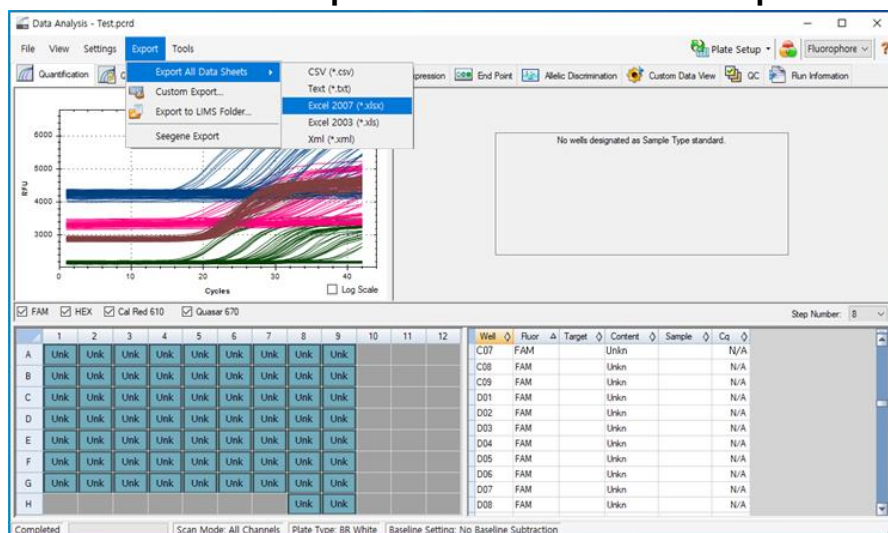 Data Analysis - Test.pcrd
File View Settings Export Tools
Plate Setup
Fluorophore
Quantification
Export All Data Sheets
Custom Export...
Export to LIMS Folder...
Seegene Export
CSV (*.csv)
Text (*.txt)
Excel 2007 (*.xlsx)
Excel 2003 (*.xls)
Xml (*.xml)
End Point Allelic Discrimination Custom Data View QC Run Information
No wells designated as Sample Type standard.
6000
5000
4000
3000
RFU
0 10 20 30 40
Cycles
Log Scale
FAM HEX Cal Red 610 Quasar 670
Step Number: 8
1 2 3 4 5 6 7 8 9 10 11 12
A Unk Unk Unk Unk Unk Unk Unk Unk Unk
B Unk Unk Unk Unk Unk Unk Unk Unk Unk
C Unk Unk Unk Unk Unk Unk Unk Unk Unk
D Unk Unk Unk Unk Unk Unk Unk Unk Unk
E Unk Unk Unk Unk Unk Unk Unk Unk Unk
F Unk Unk Unk Unk Unk Unk Unk Unk Unk
G Unk Unk Unk Unk Unk Unk Unk Unk Unk
H Unk Unk
Well Fluor Target Content Sample Cq
C07 FAM Unkn N/A
C08 FAM Unkn N/A
C09 FAM Unkn N/A
D01 FAM Unkn N/A
D02 FAM Unkn N/A
D03 FAM Unkn N/A
D04 FAM Unkn N/A
D05 FAM Unkn N/A
D06 FAM Unkn N/A
D07 FAM Unkn N/A
D08 FAM Unkn N/A
Completed
Scan Mode: All Channels Plate Type: BR White Baseline Setting: No Baseline Subtraction